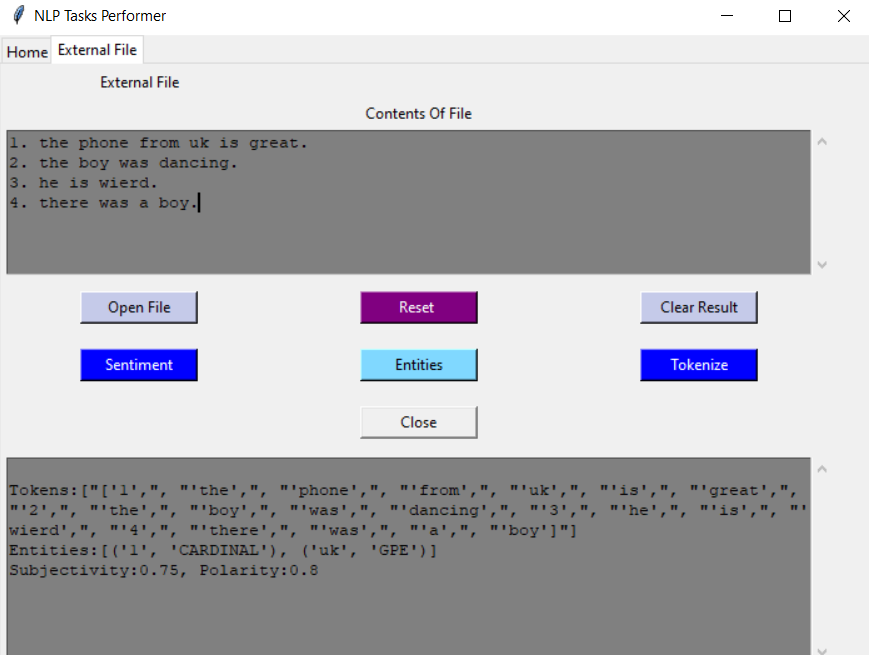 NLP Tasks Performer
Home External File
External File
Contents Of File
1. the phone from uk is great.
2. the boy was dancing.
3. he is wierd.
4. there was a boy.
Open File Reset Clear Result
Sentiment Entities Tokenize
Close
Tokens:["['1',", "'the',", "'phone',", "'from',", "'uk',", "'is',", "'great',",
"'2',", "'the',", "'boy',", "'was',", "'dancing',", "'3',", "'he',", "'is',", "'
wierd',", "'4',", "'there',", "'was',", "'a',", "'boy']"]
Entities:[('1', 'CARDINAL'), ('uk', 'GPE')]
Subjectivity:0.75, Polarity:0.8